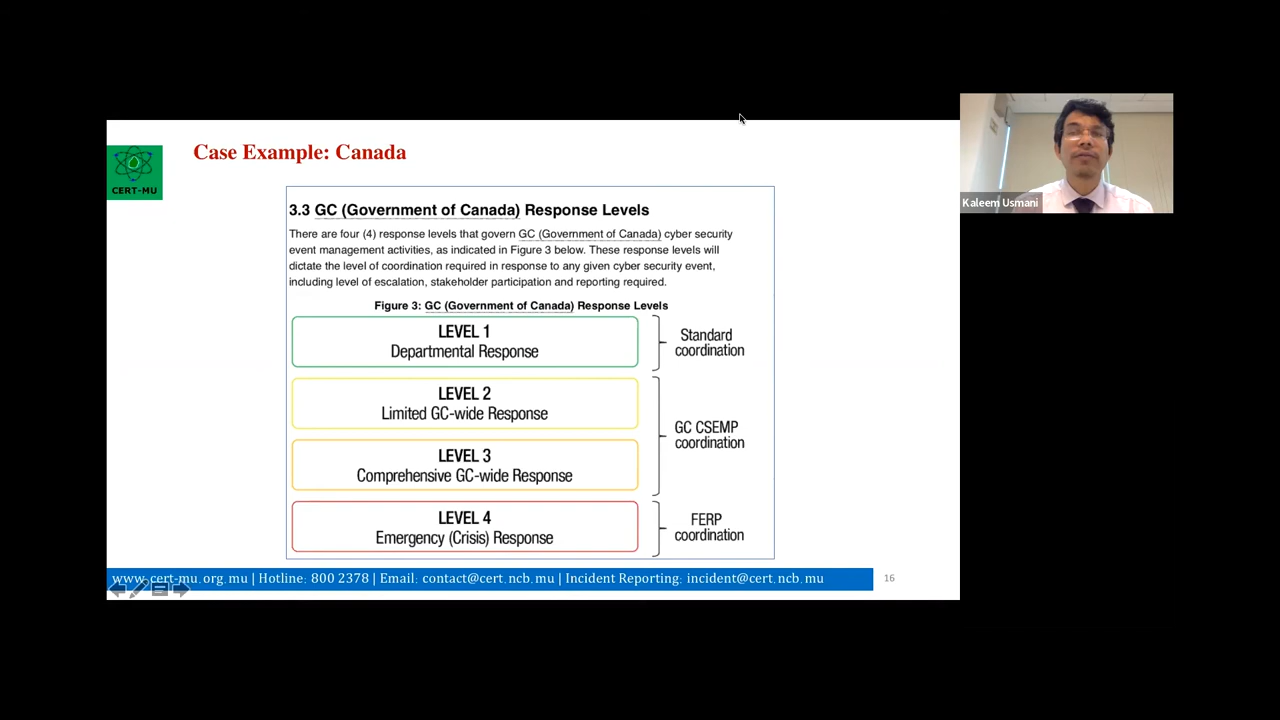 Case Example: Canada
CERT-MU
3.3 GC (Government of Canada) Response Levels
There are four (4) response levels that govern GC (Government of Canada) cyber security
event management activities, as indicated in Figure 3 below. These response levels will
dictate the level of coordination required in response to any given cyber security event,
including level of escalation, stakeholder participation and reporting required.
Figure 3: GC (Government of Canada) Response Levels
LEVEL 1
Departmental Response
Standard
coordination
LEVEL 2
Limited GC-wide Response
LEVEL 3
Comprehensive GC-wide Response
GC CSEMP
coordination
LEVEL 4
Emergency (Crisis) Response
FERP
coordination
www.cert-mu.org.mu | Hotline: 800 2378 | Email: contact@cert.ncb.mu | Incident Reporting: incident@cert.ncb.mu
16
Kaleem Usmani